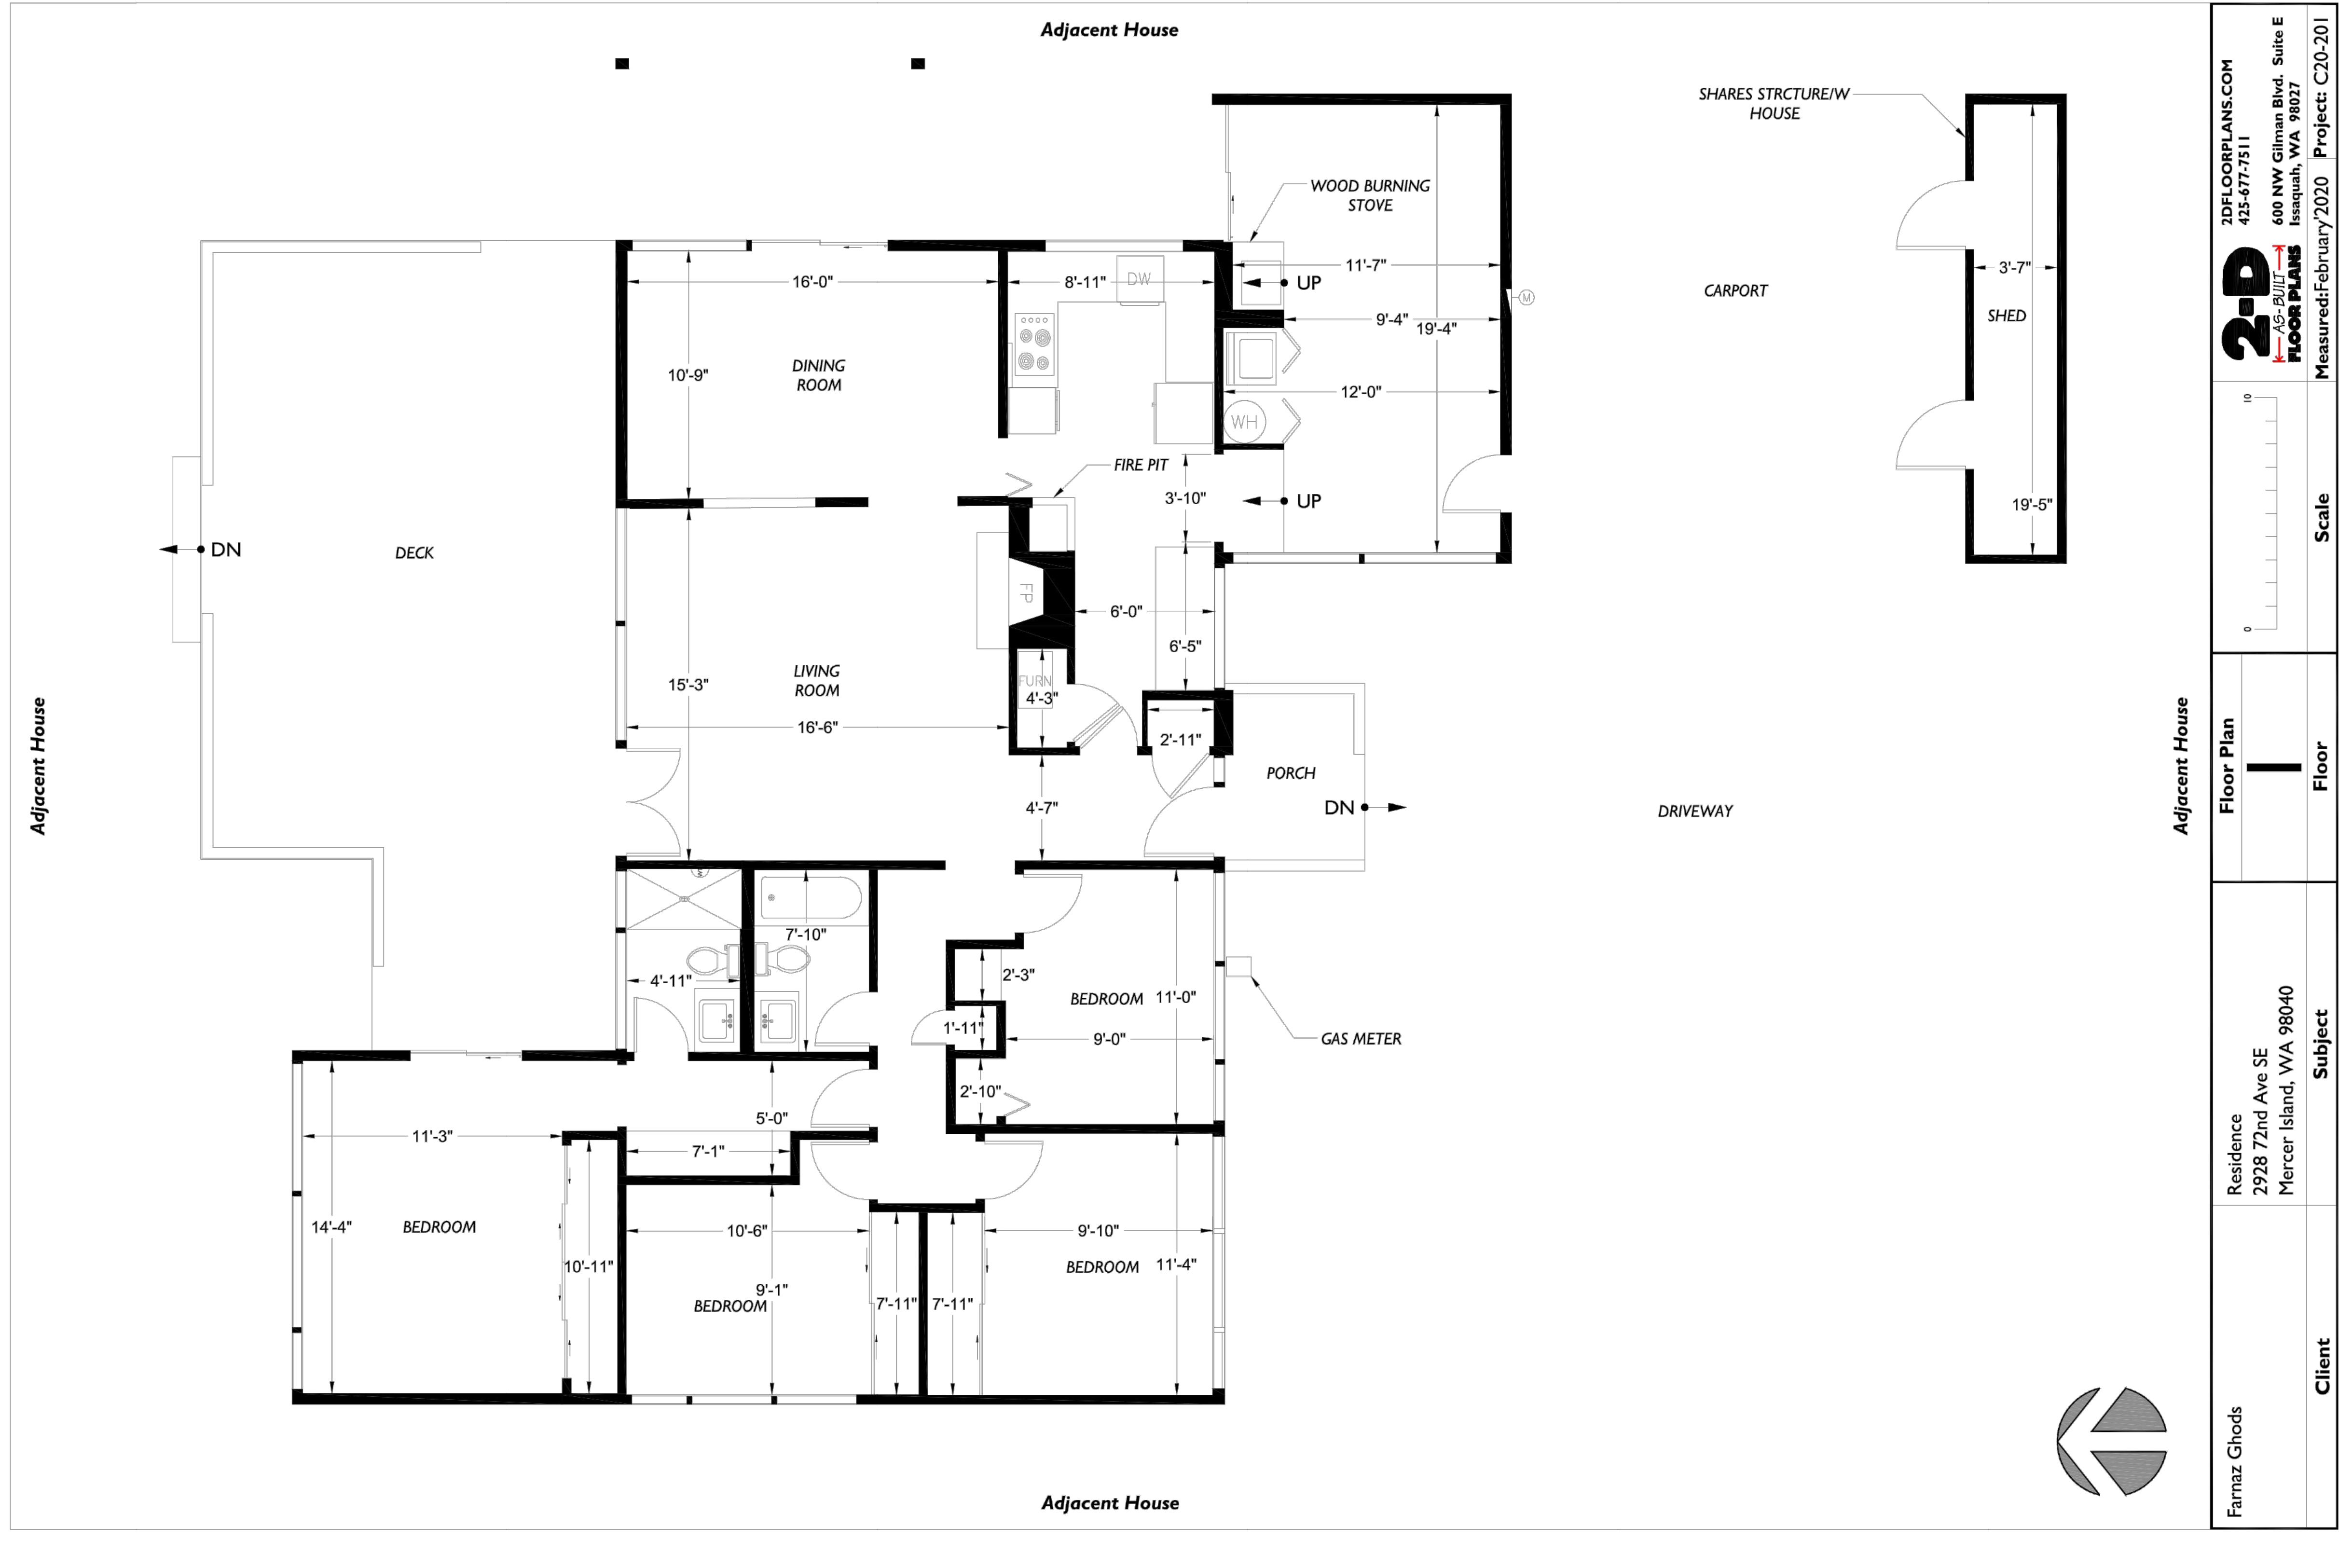 Adjacent House
SHARES STRCTURE/W
HOUSE
WOOD BURNING
STOVE
11'-7"
UP
16'-0"
8'-11"
DW
CARPORT
3'-7"
SHED
9'-4"
19'-4"
M
10'-9"
DINING
ROOM
12'-0"
WH
FIRE PIT
3'-10"
UP
19'-5"
DN
DECK
FP
6'-0"
6'-5"
15'-3"
LIVING
ROOM
FURN
4'-3"
16'-6"
2'-11"
PORCH
4'-7"
DN
DRIVEWAY
Adjacent House
Adjacent House
7'-10"
4'-11"
2'-3"
BEDROOM
11'-0"
1'-11"
9'-0"
GAS METER
2'-10"
5'-0"
11'-3"
7'-1"
14'-4"
BEDROOM
10'-6"
9'-10"
10'-11"
BEDROOM
11'-4"
9'-1"
BEDROOM
7'-11"
7'-11"
Adjacent House
2DFLOORPLANS.COM
425-677-7511
600 NW Gilman Blvd. Suite E
Issaquah, WA 98027
2-D
AS-BUILT
FLOOR PLANS
Measured:February'2020
Project: C20-201
0
10
Scale
Floor Plan
Floor
Residence
2928 72nd Ave SE
Mercer Island, WA 98040
Subject
Farnaz Ghods
Client